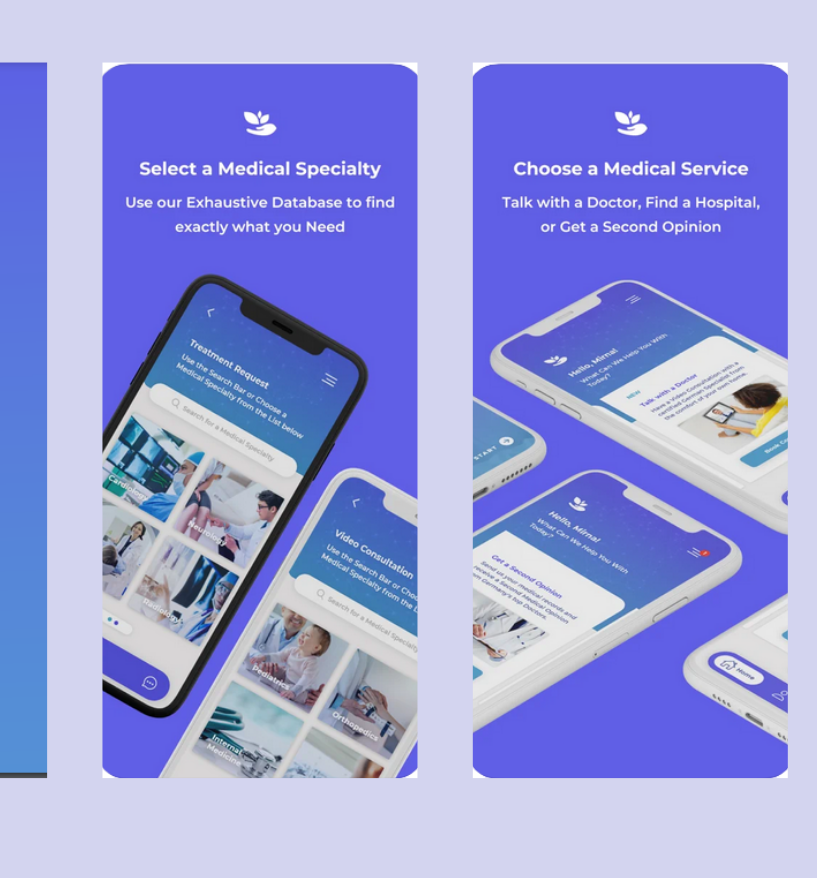 Select a Medical Specialty
Use our Exhaustive Database to find
exactly what you Need
Treatment Request
Use the Search Bar or Choose a
Medical Specialty from the List below
Search for a Medical Specialty
Cardiology
Neurology
Radiology
Video Consultation
Use the Search Bar or
Medical Specialty from the
Search for a Medical Specialty
Pediatrics
Orthopedics
Internal
Medicine
Choose a Medical Service
Talk with a Doctor, Find a Hospital,
or Get a Second Opinion
Hello, Mirnal
What Can We Help You With
Today?
NEW
Talk with a Doctor
Have a Video Consultation with a
certified German Specialist from
the comfort of your own home.
Book
START
Hello, Mirnal
What Can We Help You With
Today?
Get a Second Opinion
Send us your medical records and
receive a Second Medical Opinion
from Germany's top Doctors.
Home